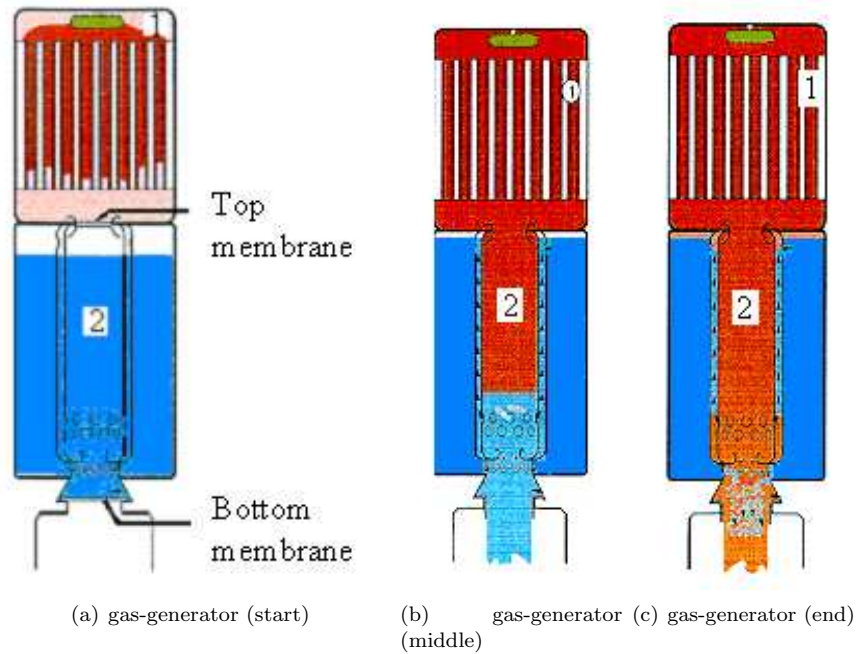 1
1
1
Top
membrane
2
2
2
Bottom
membrane
(a) gas-generator (start)
(b) gas-generator
(middle)
(c) gas-generator (end)